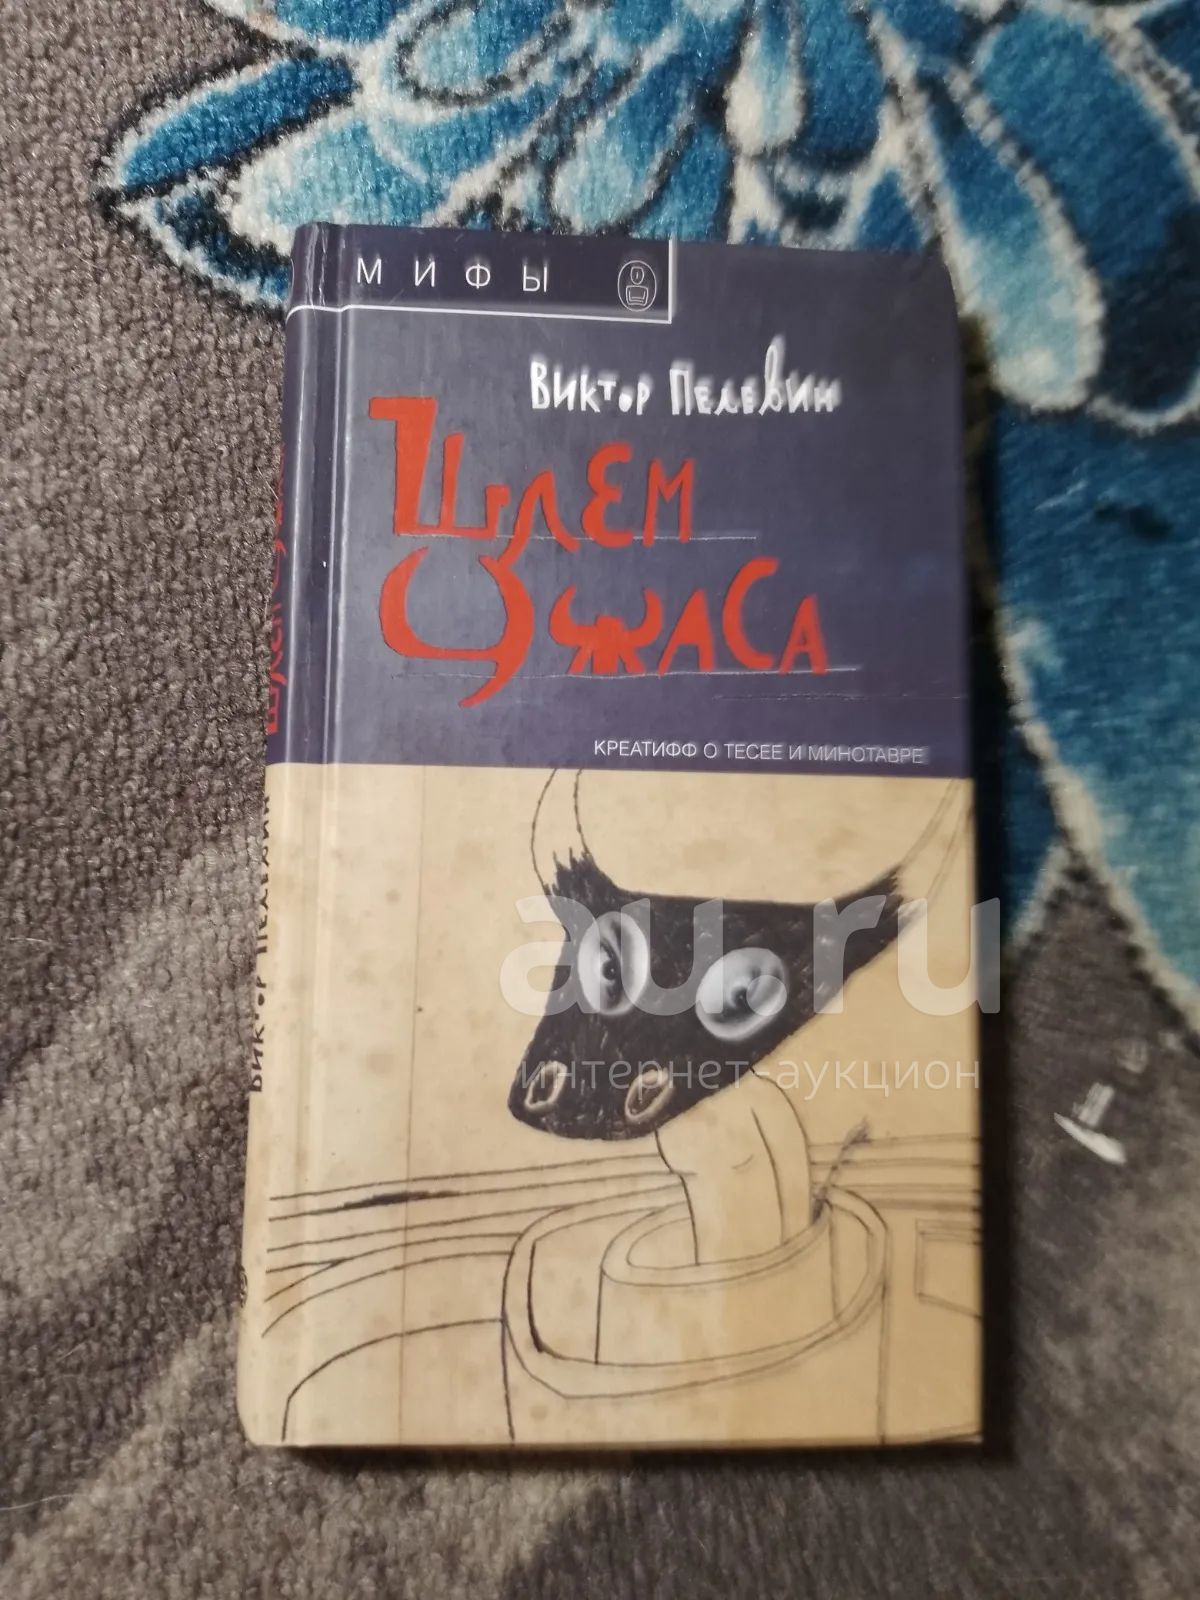 МИФЫ
Виктор Пелевин
Шлем
Ужаса
КРЕАТИФФ О ТЕСЕЕ И МИНОТАВРЕ
Виктор Пелевин Шлем Ужаса
au.ru
интернет-аукцион